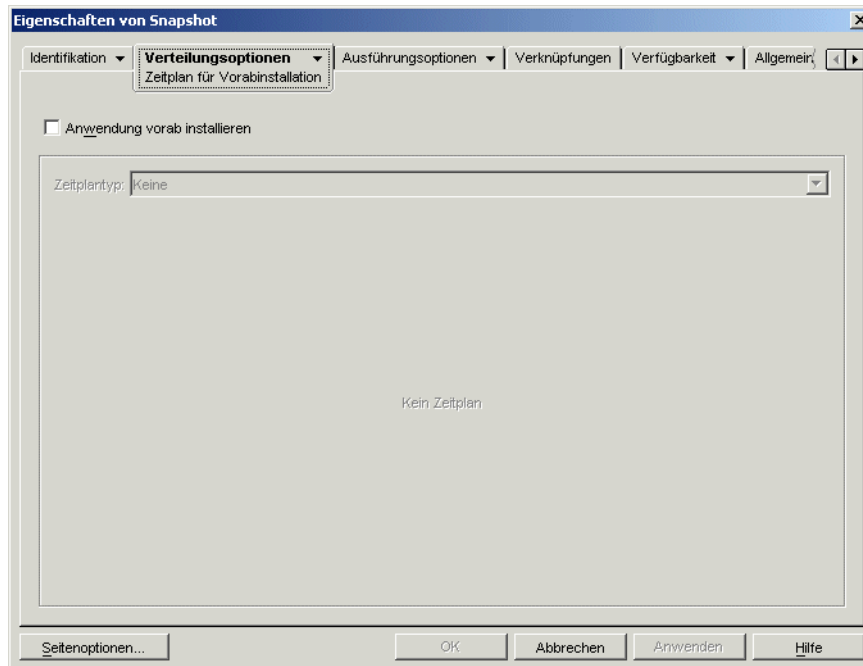 Eigenschaften von Snapshot
Identifikation Verteilungsoptionen Ausführungsoptionen Verknüpfungen Verfügbarkeit Allgemein
Zeitplan für Vorabinstallation
Anwendung vorab installieren
Zeitplantyp: Keine
Kein Zeitplan
Seitenoptionen... OK Abbrechen Anwenden Hilfe